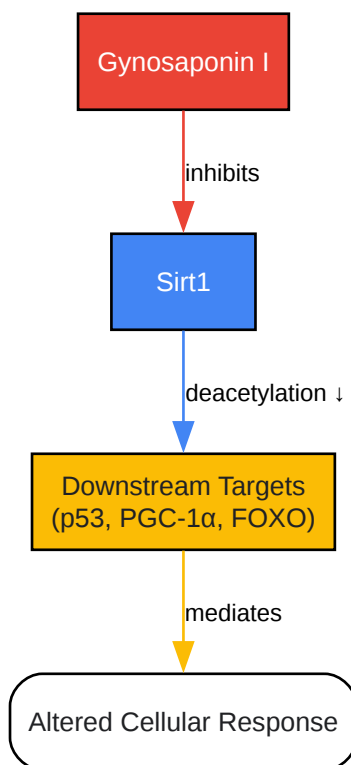 Gynosaponin I
inhibits
Sirt1
deacetylation ↓
Downstream Targets
(p53, PGC-1α, FOXO)
mediates
Altered Cellular Response